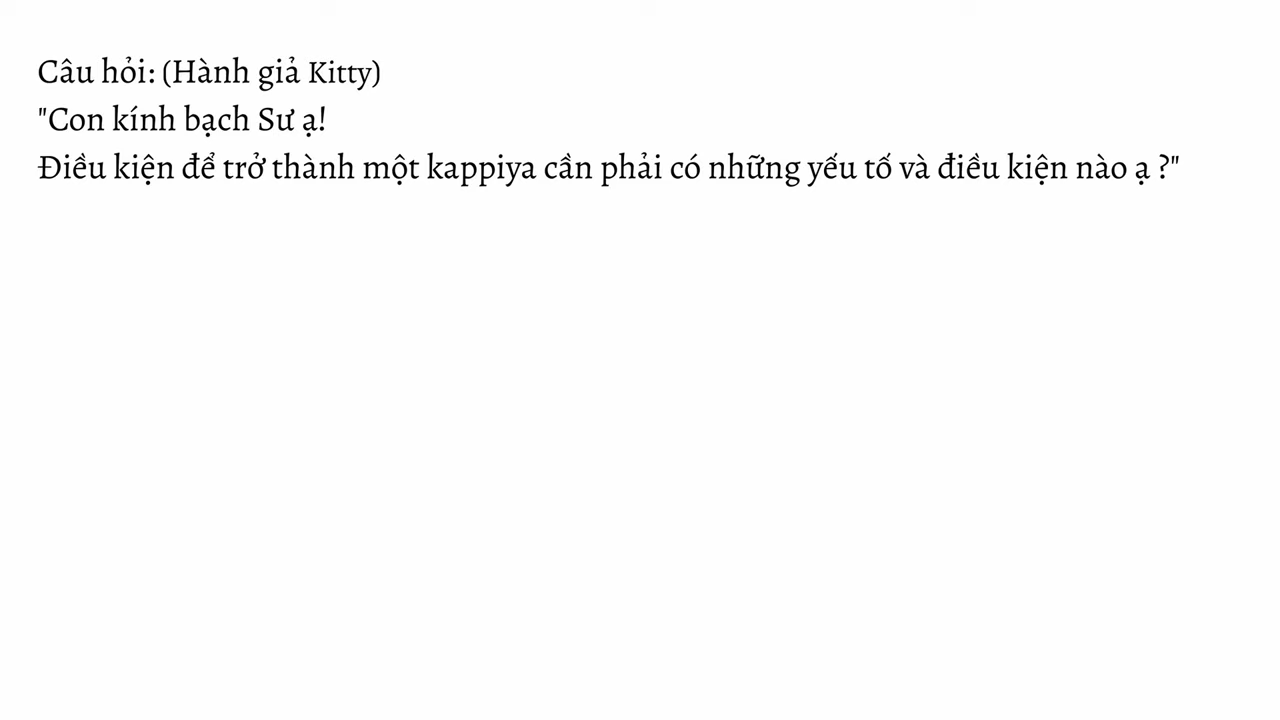 Câu hỏi: (Hành giả Kitty)
"Con kính bạch Sư ạ!
Điều kiện để trở thành một kappiya cần phải có những yếu tố và điều kiện nào ạ ?"